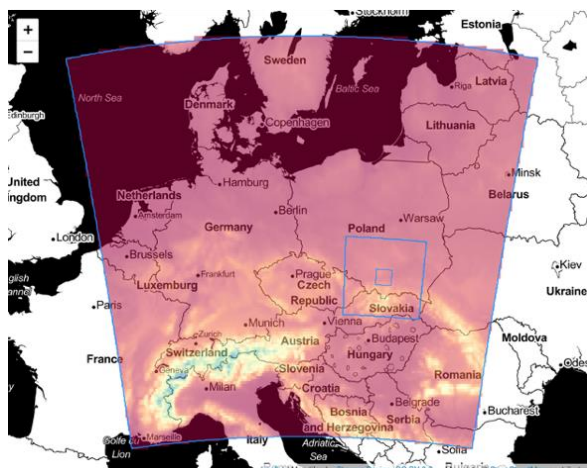 +
Stockholm
Estonia
−
Sweden
Latvia
Riga
North Sea
Baltic Sea
Denmark
Edinburgh
Copenhagen
Lithuania
Minsk
United
Kingdom
Hamburg
Belarus
Netherlands
Amsterdam
Berlin
Poland
Warsaw
London
Germany
Brussels
Kiev
Luxemburg
Frankfurt
Prague
Czech
Republic
Ukraine
Paris
Slovakia
Munich
Vienna
Moldova
Zurich
Austria
Budapest
Switzerland
Hungary
France
Geneva
Slovenia
Romania
Milan
Croatia
Belgrade
Bosnia
and Herzegovina
Serbia
Bucharest
Marseille
Italy
Adriatic
Sea
Lion
Sofia